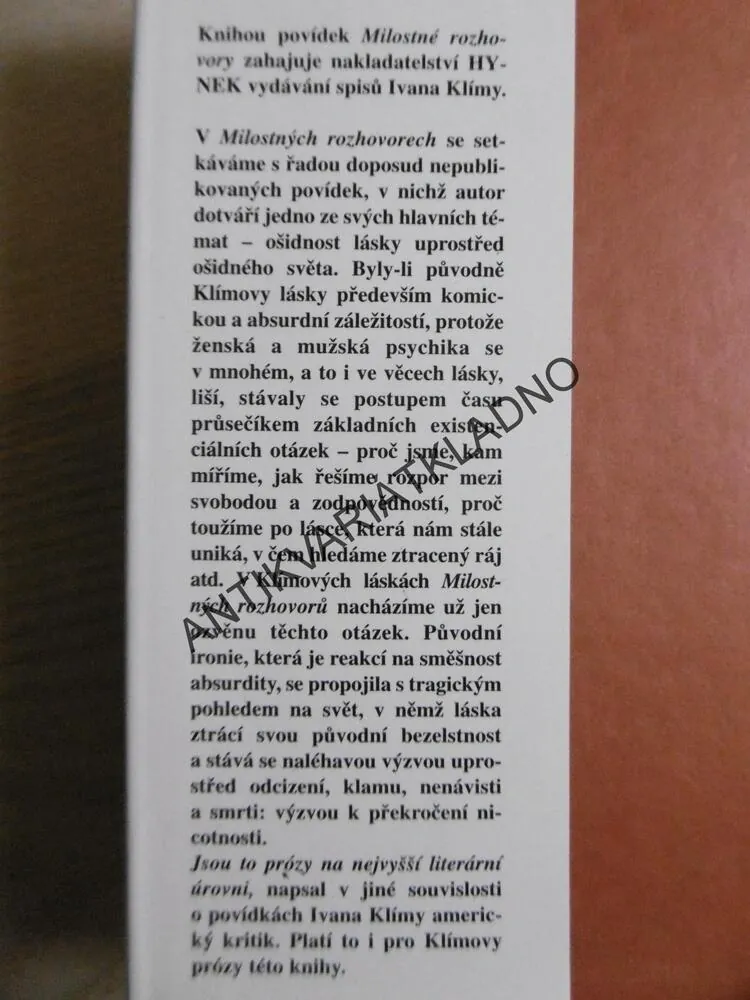 Knihou povídek Milostné rozho-
vory zahajuje nakladatelství HY-
NEK vydávání spisů Ivana Klímy.
V Milostných rozhovorech se set-
káváme s řadou doposud nepubli-
kovaných povídek, v nichž autor
dotváří jedno ze svých hlavních té-
mat – ošidnost lásky uprostřed
ošidného světa. Byly-li původně
Klímovy lásky především komic-
kou a absurdní záležitostí, protože
ženská a mužská psychika se
v mnohém, a to i ve věcech lásky,
liší, stávaly se postupem času
průsečíkem základních existen-
ciálních otázek – proč jsme, kam
míříme, jak řešíme rozpor mezi
svobodou a zodpovědností, proč
toužíme po lásce, která nám stále
uniká, v čem hledáme ztracený ráj
atd. V Klímových láskách Milost-
ných rozhovorů nacházíme už jen
ozvěnu těchto otázek. Původní
ironie, která je reakcí na směšnost
absurdity, se propojila s tragickým
pohledem na svět, v němž láska
ztrácí svou původní bezelstnost
a stává se naléhavou výzvou upro-
střed odcizení, klamu, nenávisti
a smrti: výzvou k překročení ni-
cotnosti.
Jsou to prózy na nejvyšší literární
úrovni, napsal v jiné souvislosti
o povídkách Ivana Klímy americ-
ký kritik. Platí to i pro Klímovy
prózy této knihy.
ANTIKVARIATKLADNO